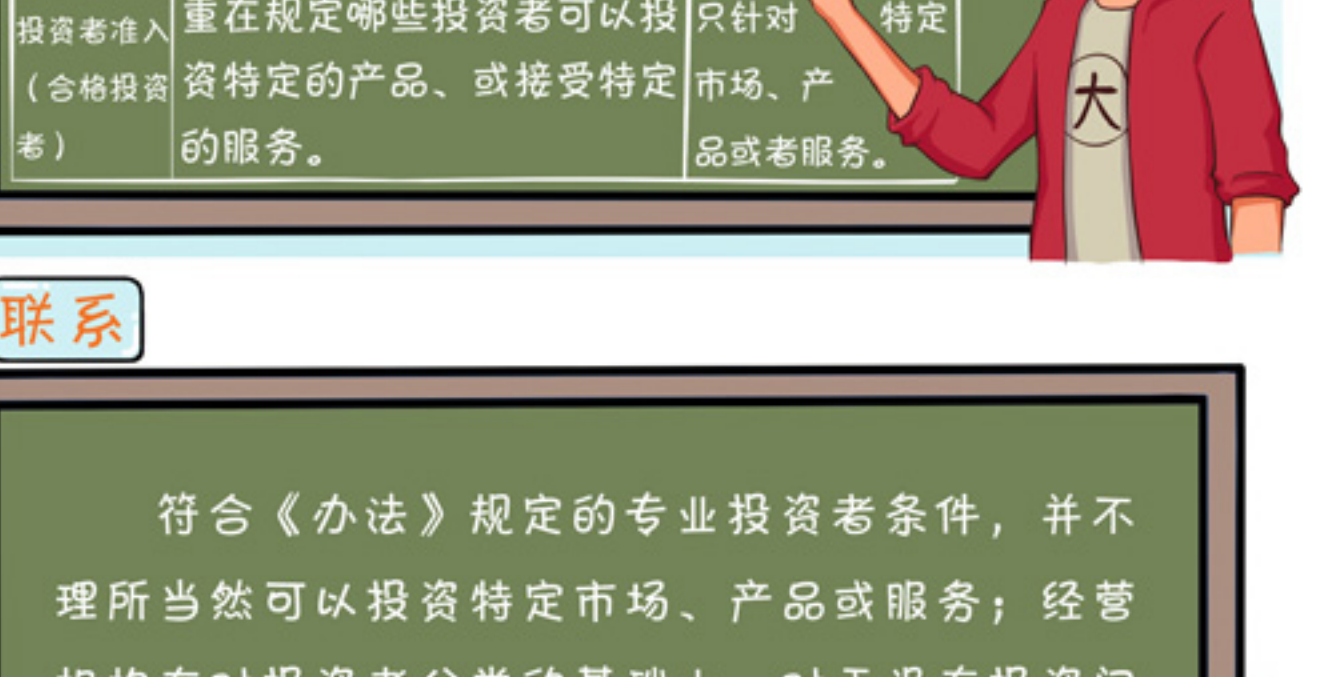 投资者准入
（合格投资
者）
重在规定哪些投资者可以投
资特定的产品、或接受特定
的服务。
只针对 特定
市场、产
品或者服务。
大
联系
符合《办法》规定的专业投资者条件，并不
理所当然可以投资特定市场、产品或服务；经营